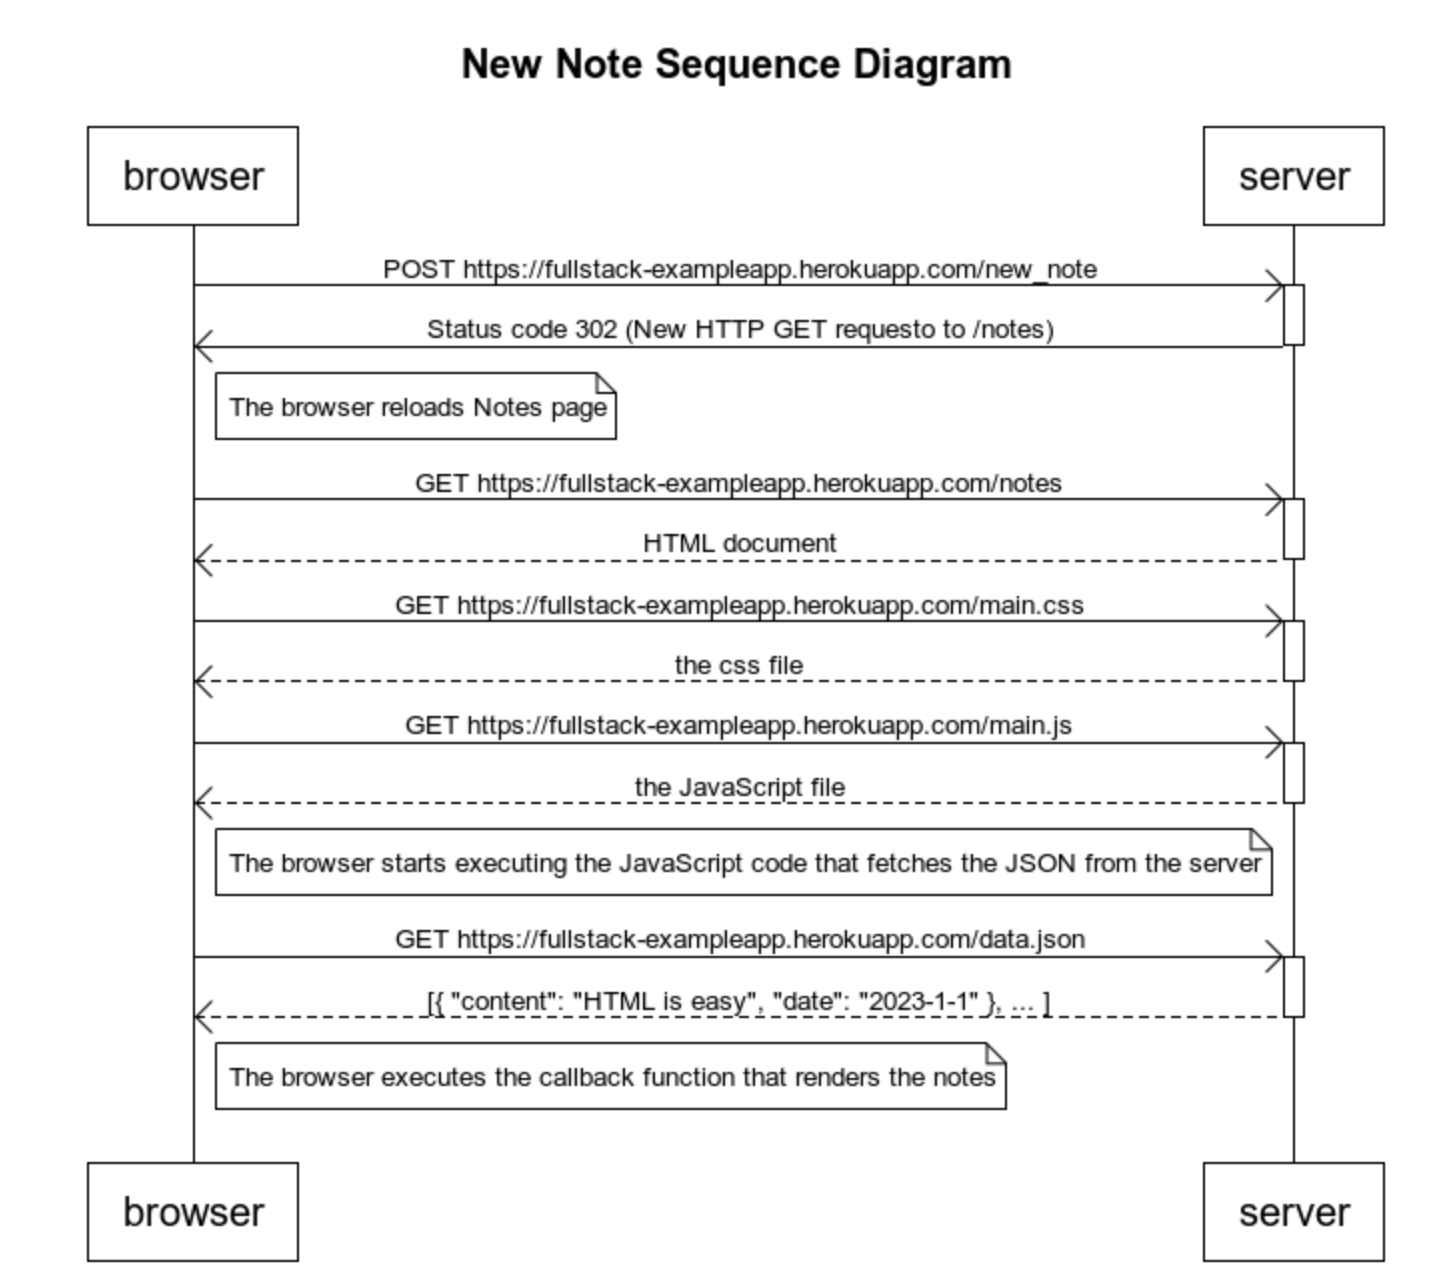 New Note Sequence Diagram
browser
server
POST https://fullstack-exampleapp.herokuapp.com/new_note
Status code 302 (New HTTP GET requesto to /notes)
The browser reloads Notes page
GET https://fullstack-exampleapp.herokuapp.com/notes
HTML document
GET https://fullstack-exampleapp.herokuapp.com/main.css
the css file
GET https://fullstack-exampleapp.herokuapp.com/main.js
the JavaScript file
The browser starts executing the JavaScript code that fetches the JSON from the server
GET https://fullstack-exampleapp.herokuapp.com/data.json
[{ "content": "HTML is easy", "date": "2023-1-1" }, ... ]
The browser executes the callback function that renders the notes
browser
server